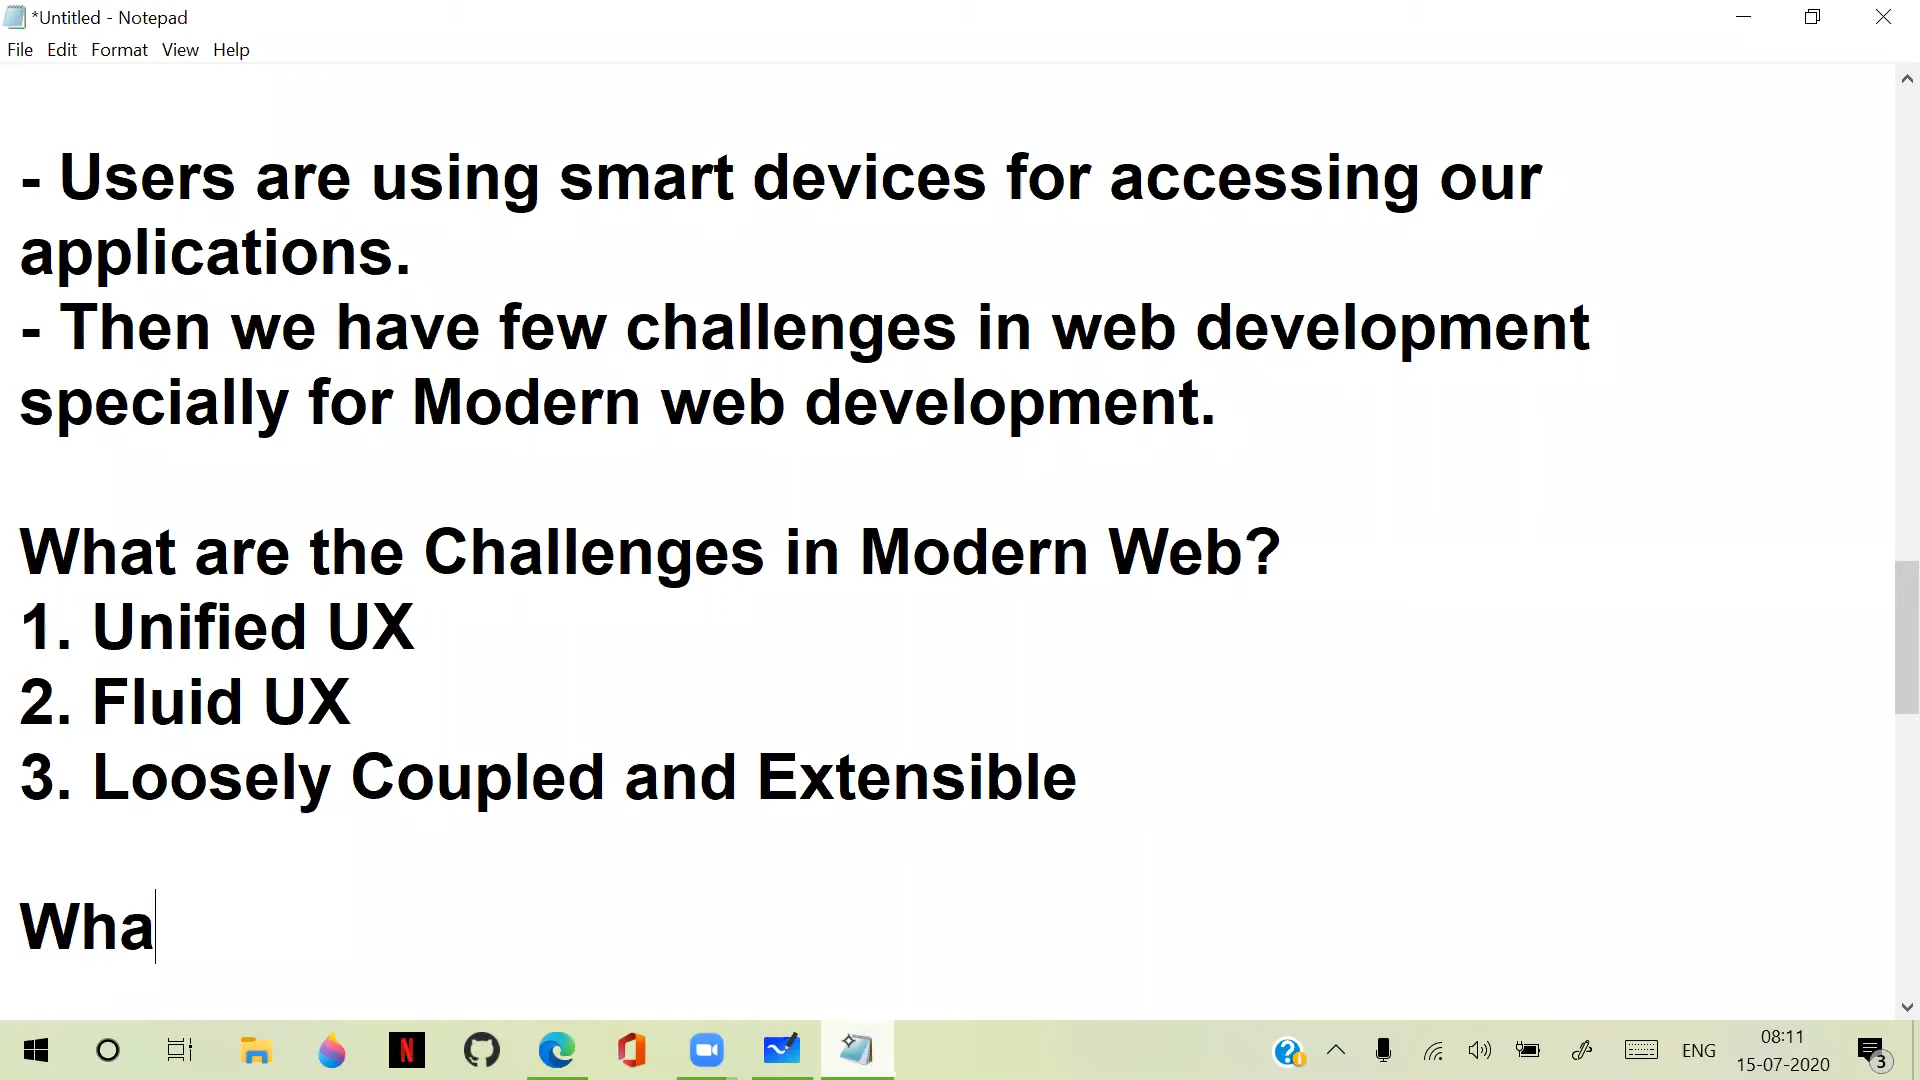 *Untitled - Notepad
File Edit Format View Help
- Users are using smart devices for accessing our
applications.
- Then we have few challenges in web development
specially for Modern web development.
What are the Challenges in Modern Web?
1. Unified UX
2. Fluid UX
3. Loosely Coupled and Extensible
Wha
N
ENG
08:11
15-07-2020
3